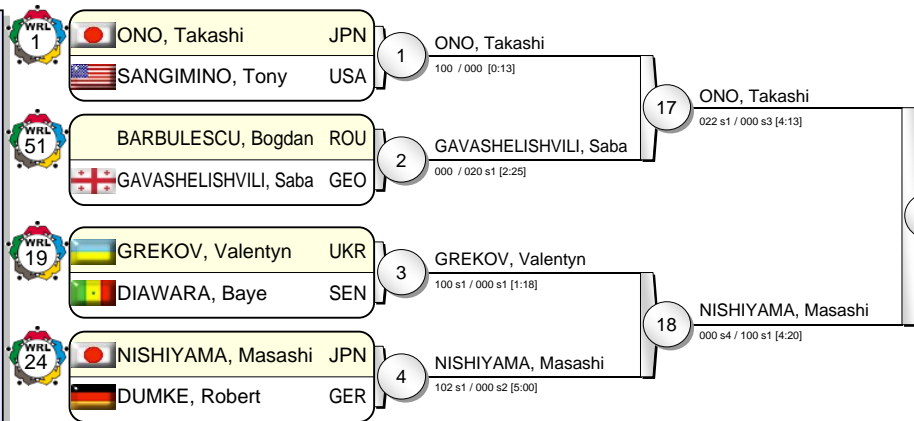 WRL
1
ONO, Takashi JPN
SANGIMINO, Tony USA
1
ONO, Takashi
100 / 000 [0:13]
WRL
51
BARBULESCU, Bogdan ROU
GAVASHELISHVILI, Saba GEO
2
GAVASHELISHVILI, Saba
000 / 020 s1 [2:25]
17
ONO, Takashi
022 s1 / 000 s3 [4:13]
WRL
19
GREKOV, Valentyn UKR
DIAWARA, Baye SEN
3
GREKOV, Valentyn
100 s1 / 000 s1 [1:18]
WRL
24
NISHIYAMA, Masashi JPN
DUMKE, Robert GER
4
NISHIYAMA, Masashi
102 s1 / 000 s2 [5:00]
18
NISHIYAMA, Masashi
000 s4 / 100 s1 [4:20]